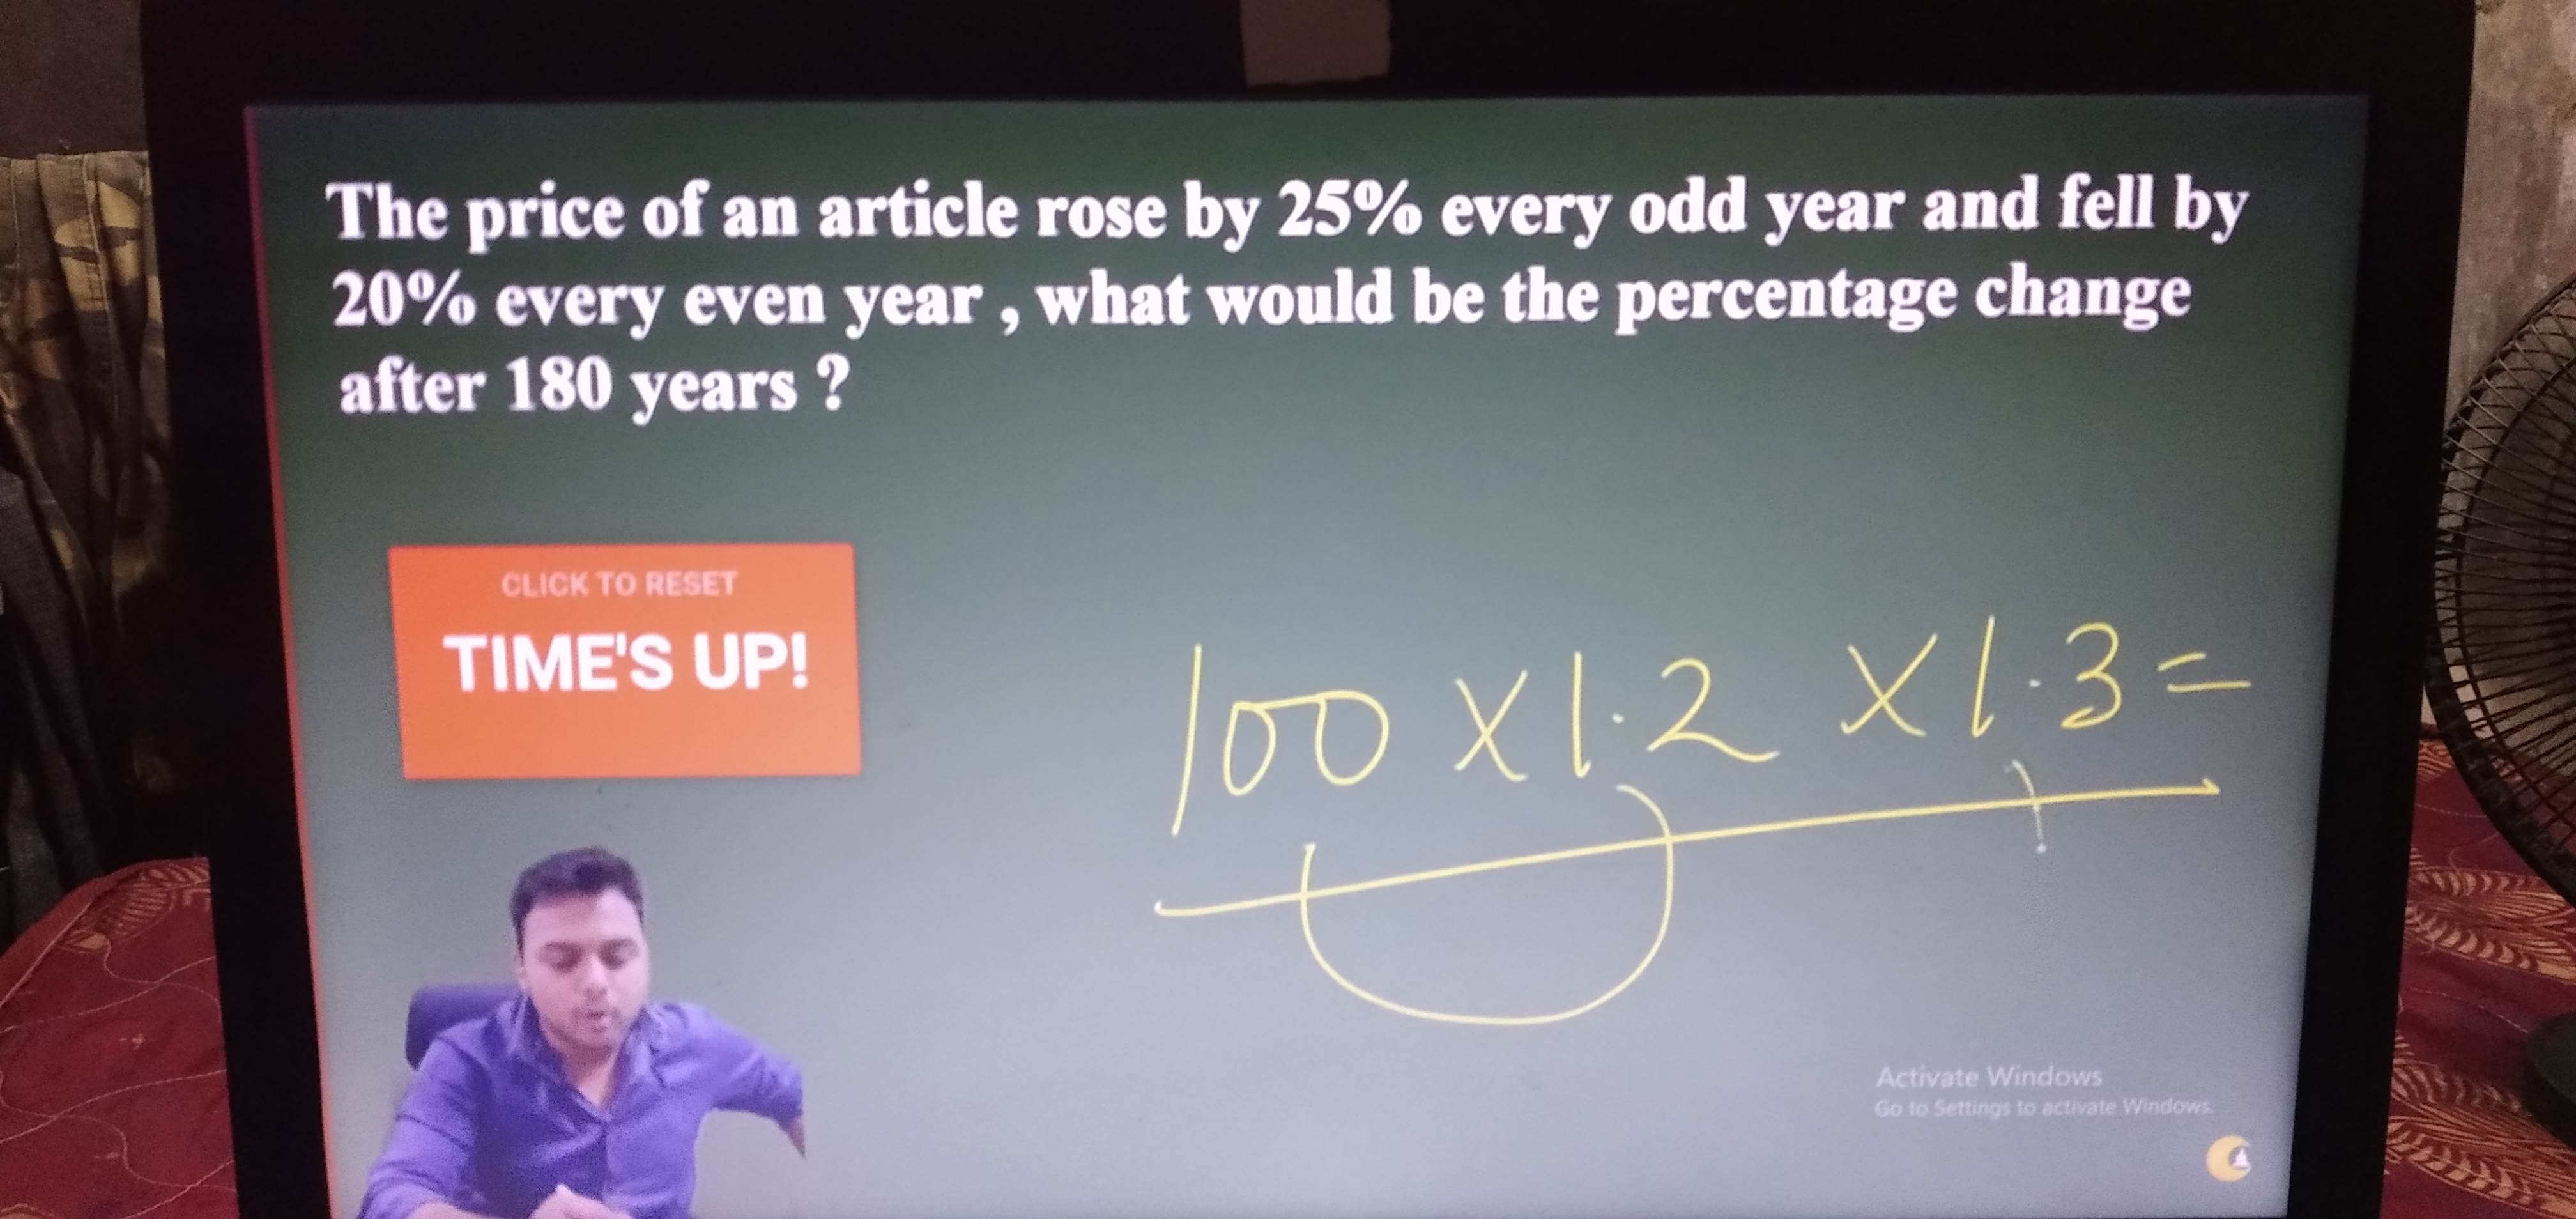 The price of an article rose by 25% every odd year and fell by
20% every even year , what would be the percentage change
after 180 years ?
CLICK TO RESET
TIME'S UP!
100 X 1.2 X 1.3 =
Activate Windows
Go to Settings to activate Windows.